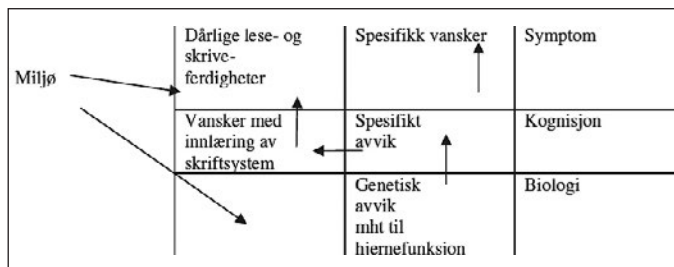 Miljø
Dårlige lese- og
skrive-
ferdigheter
Spesifikk vansker
Symptom
Vansker med
innlæring av
skriftsystem
Spesifikt
avvik
Kognisjon
Genetisk
avvik
mht til
hjernefunksjon
Biologi